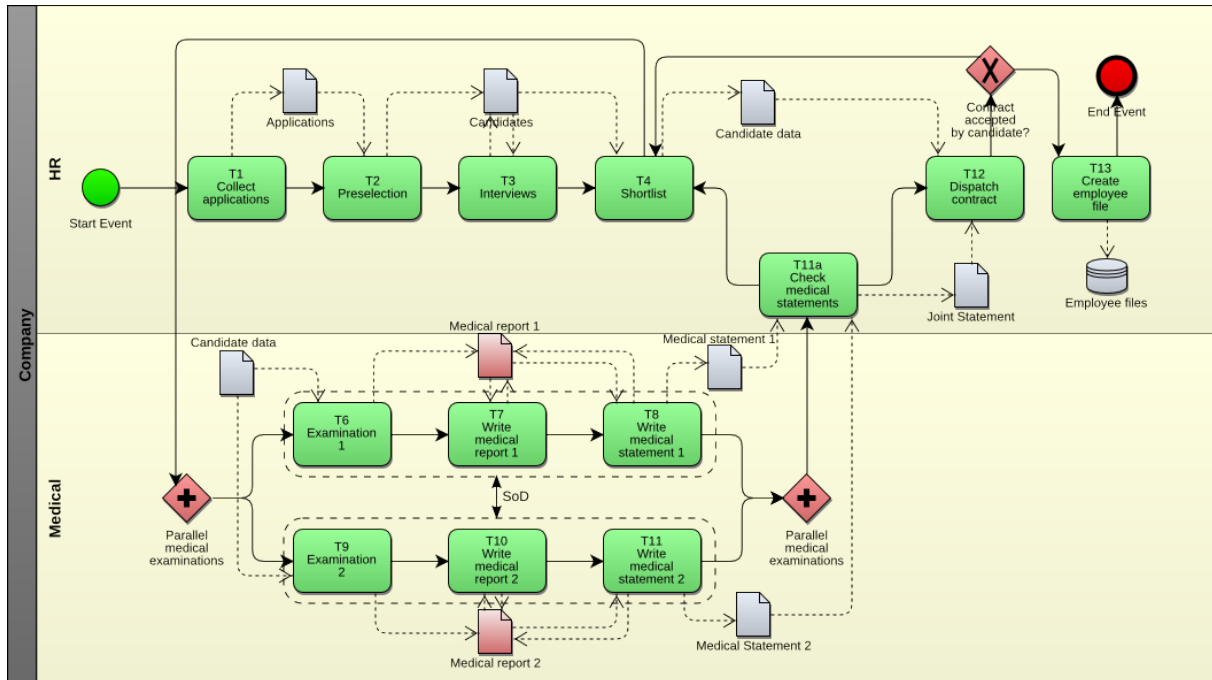 Company
HR
Start Event
T1
Collect
applications
Applications
T2
Preselection
T3
Interviews
Candidates
T4
Shortlist
Candidate data
T12
Dispatch
contract
Contract
accepted
by candidate?
T13
Create
employee
file
End Event
T11a
Check
medical
statements
Joint Statement
Employee files
Medical
Candidate data
Medical report 1
Medical statement 1
T6
Examination
1
T7
Write
medical
report 1
T8
Write
medical
statement 1
SoD
Parallel
medical
examinations
Parallel
medical
examinations
T9
Examination
2
T10
Write
medical
report 2
T11
Write
medical
statement 2
Medical report 2
Medical Statement 2